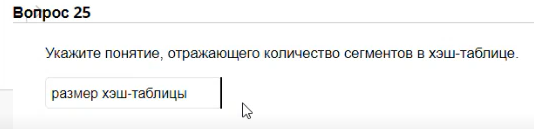 Вопрос 25
Укажите понятие, отражающего количество сегментов в хэш-таблице.
размер хэш-таблицы